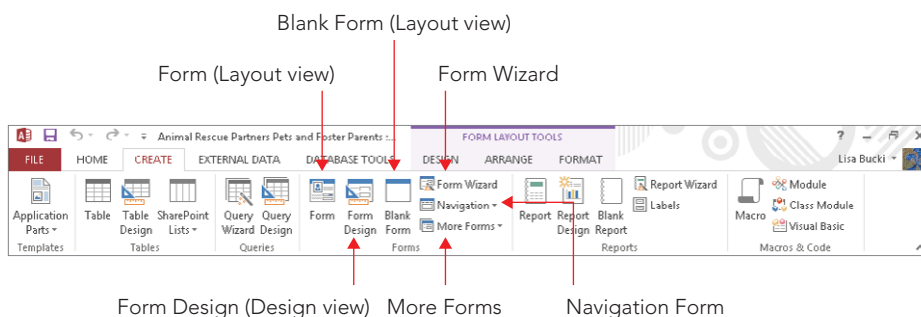 Blank Form (Layout view)
Form (Layout view)
Form Wizard
Animal Rescue Partners Pets and Foster Parents :...
FORM LAYOUT TOOLS
?
FILE HOME CREATE EXTERNAL DATA DATABASE TOOLS DESIGN ARRANGE FORMAT Lisa Bucki
Application Parts
Table
Table Design
SharePoint Lists
Query Wizard
Query Design
Form
Form Design
Blank Form
Form Wizard
Navigation
More Forms
Report
Report Design
Blank Report
Report Wizard
Labels
Macro
Module
Class Module
Visual Basic
Templates Tables Queries Forms Reports Macros & Code
Form Design (Design view) More Forms Navigation Form